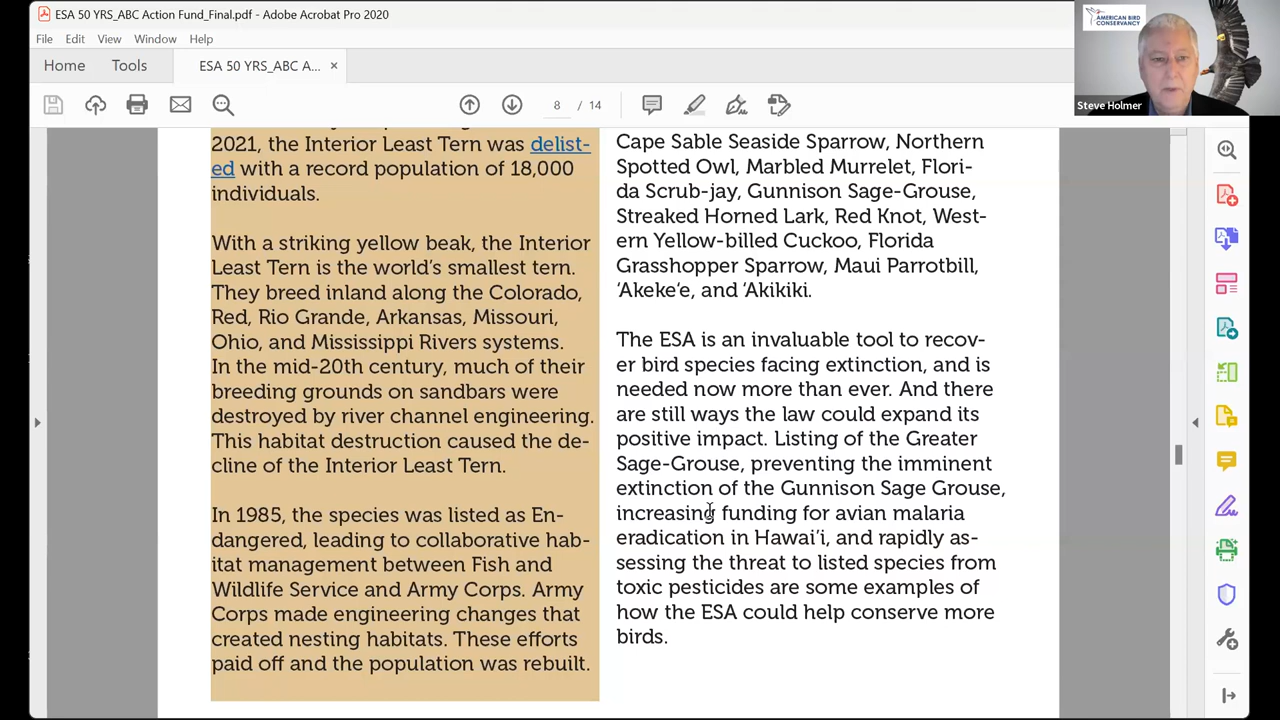 ESA 50 YRS_ABC Action Fund_Final.pdf - Adobe Acrobat Pro 2020
File Edit View Window Help
Home Tools ESA 50 YRS_ABC A... ×
8 / 14
AMERICAN BIRD
CONSERVANCY
Steve Holmer
2021, the Interior Least Tern was delist-
ed with a record population of 18,000
individuals.
With a striking yellow beak, the Interior
Least Tern is the world's smallest tern.
They breed inland along the Colorado,
Red, Rio Grande, Arkansas, Missouri,
Ohio, and Mississippi Rivers systems.
In the mid-20th century, much of their
breeding grounds on sandbars were
destroyed by river channel engineering.
This habitat destruction caused the de-
cline of the Interior Least Tern.
In 1985, the species was listed as En-
dangered, leading to collaborative hab-
itat management between Fish and
Wildlife Service and Army Corps. Army
Corps made engineering changes that
created nesting habitats. These efforts
paid off and the population was rebuilt.
Cape Sable Seaside Sparrow, Northern
Spotted Owl, Marbled Murrelet, Flori-
da Scrub-jay, Gunnison Sage-Grouse,
Streaked Horned Lark, Red Knot, West-
ern Yellow-billed Cuckoo, Florida
Grasshopper Sparrow, Maui Parrotbill,
'Akeke'e, and 'Akikiki.
The ESA is an invaluable tool to recov-
er bird species facing extinction, and is
needed now more than ever. And there
are still ways the law could expand its
positive impact. Listing of the Greater
Sage-Grouse, preventing the imminent
extinction of the Gunnison Sage Grouse,
increasing funding for avian malaria
eradication in Hawai'i, and rapidly as-
sessing the threat to listed species from
toxic pesticides are some examples of
how the ESA could help conserve more
birds.